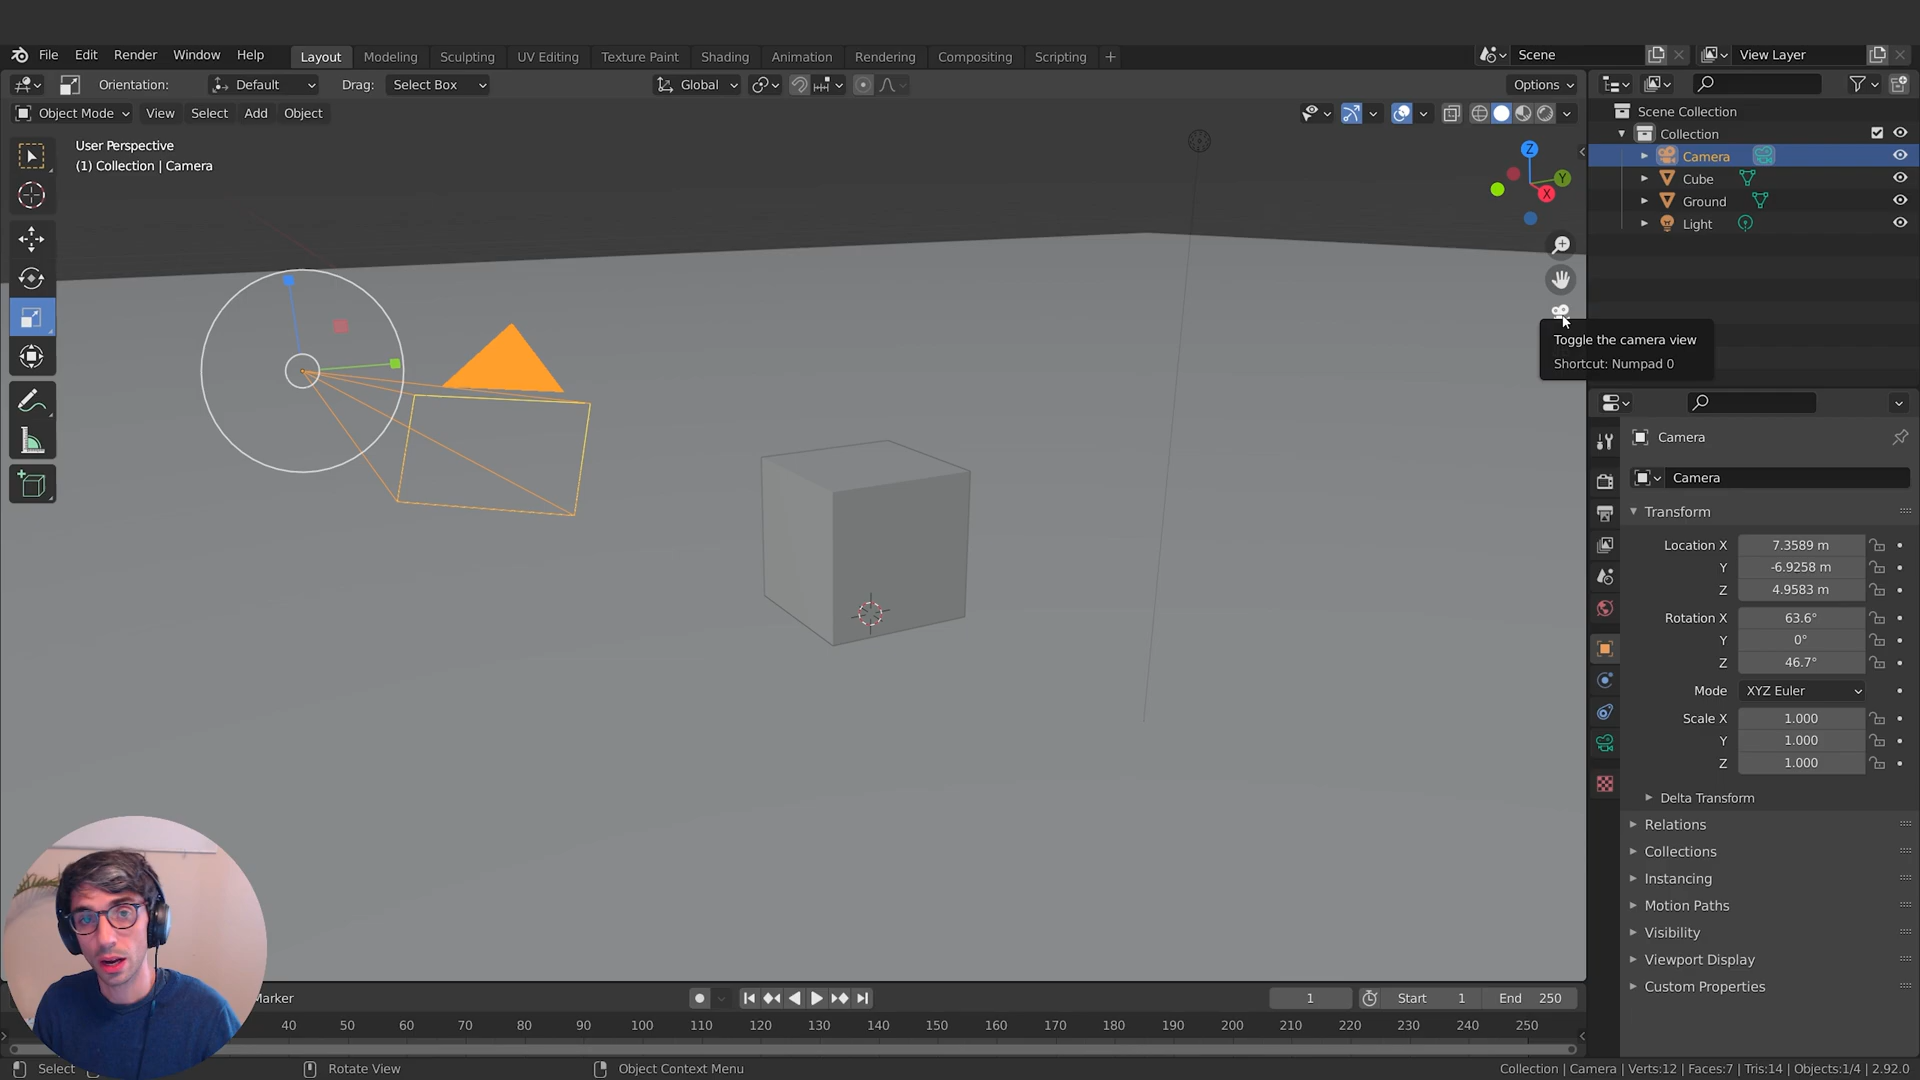 File Edit Render Window Help Layout Modeling Sculpting UV Editing Texture Paint Shading Animation Rendering Compositing Scripting + Scene View Layer
Orientation: Default Drag: Select Box Global Options
Object Mode View Select Add Object
User Perspective
(1) Collection | Camera
Z
Y
X
Scene Collection
Collection
Camera
Cube
Ground
Light
Toggle the camera view
Shortcut: Numpad 0
Camera
Camera
Transform
Location X 7.3589 m
Y -6.9258 m
Z 4.9583 m
Rotation X 63.6°
Y 0°
Z 46.7°
Mode XYZ Euler
Scale X 1.000
Y 1.000
Z 1.000
Delta Transform
Relations
Collections
Instancing
Motion Paths
Visibility
Viewport Display
Custom Properties
Marker 1 Start 1 End 250
40 50 60 70 80 90 100 110 120 130 140 150 160 170 180 190 200 210 220 230 240 250
Select Rotate View Object Context Menu Collection | Camera | Verts:12 | Faces:7 | Tris:14 | Objects:1/4 | 2.92.0